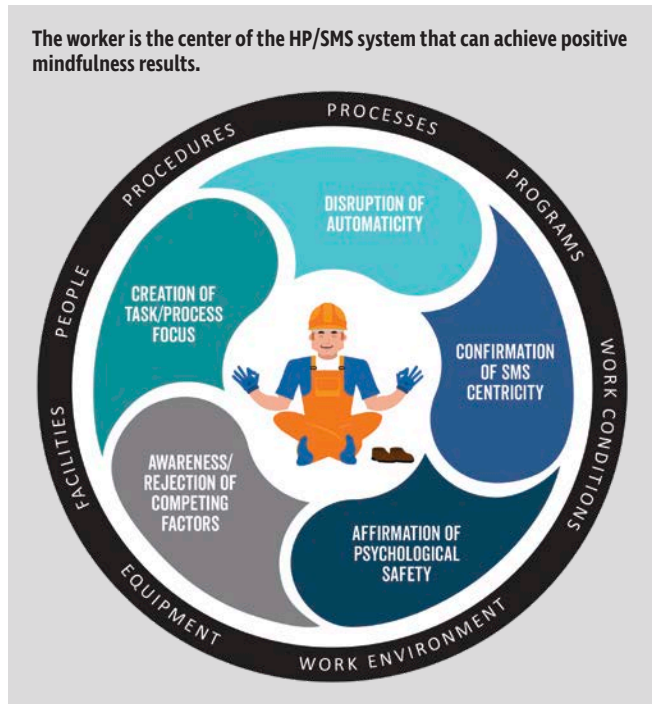 The worker is the center of the HP/SMS system that can achieve positive
mindfulness results.
PROCESSES
PROGRAMS
WORK CONDITIONS
WORK ENVIRONMENT
EQUIPMENT
FACILITIES
PEOPLE
PROCEDURES
DISRUPTION OF
AUTOMATICITY
CONFIRMATION
OF SMS
CENTRICITY
AFFIRMATION OF
PSYCHOLOGICAL
SAFETY
AWARENESS/
REJECTION OF
COMPETING
FACTORS
CREATION OF
TASK/PROCESS
FOCUS